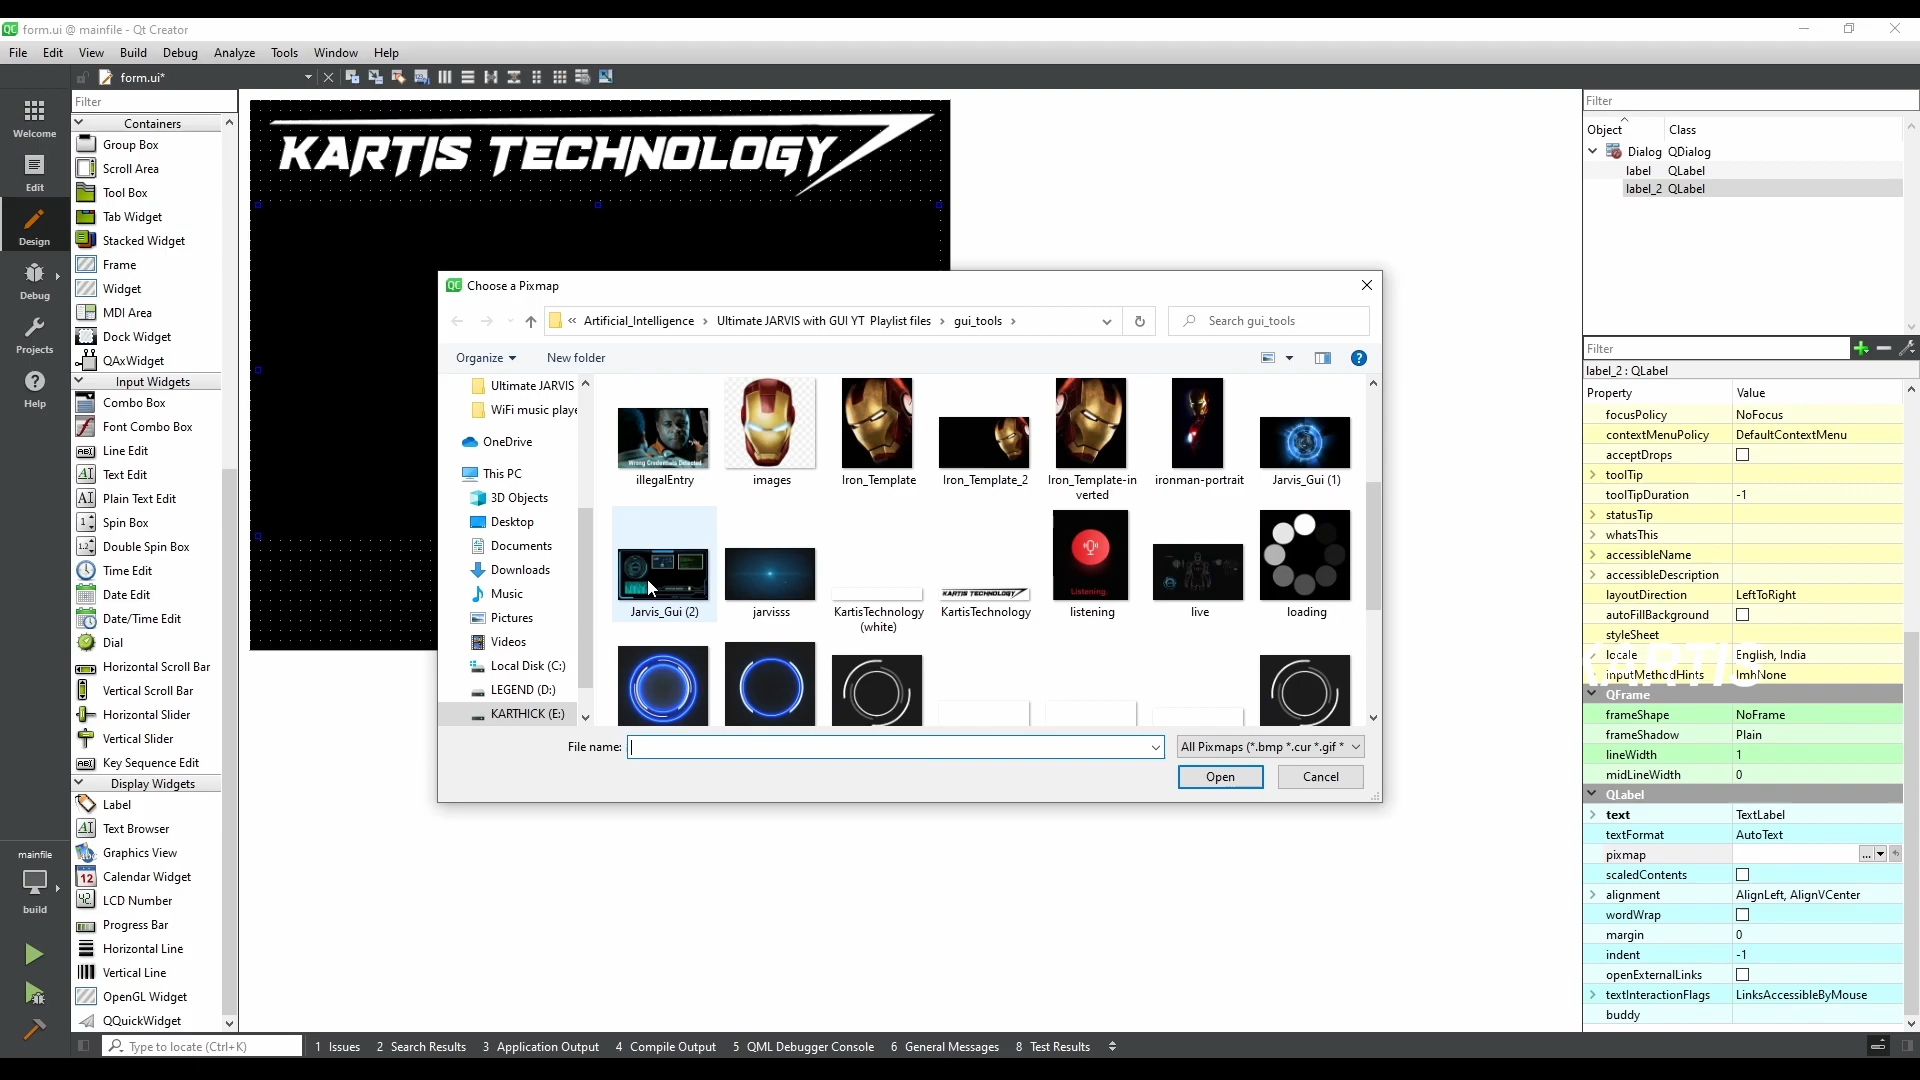 form.ui @ mainfile - Qt Creator
File Edit View Build Debug Analyze Tools Window Help
form.ui*
Filter
Containers
Group Box
Scroll Area
Tool Box
Tab Widget
Stacked Widget
Frame
Widget
MDI Area
Dock Widget
QAxWidget
Input Widgets
Combo Box
Font Combo Box
Line Edit
Text Edit
Plain Text Edit
Spin Box
Double Spin Box
Time Edit
Date Edit
Date/Time Edit
Dial
Horizontal Scroll Bar
Vertical Scroll Bar
Horizontal Slider
Vertical Slider
Key Sequence Edit
Display Widgets
Label
Text Browser
Graphics View
Calendar Widget
LCD Number
Progress Bar
Horizontal Line
Vertical Line
OpenGL Widget
QQuickWidget
Welcome
Edit
Design
Debug
Projects
Help
mainfile
build
KARTIS TECHNOLOGY
Choose a Pixmap
« Artificial_Intelligence › Ultimate JARVIS with GUI YT Playlist files › gui_tools ›
Search gui_tools
Organize New folder
Ultimate JARVIS
WiFi music playe
OneDrive
This PC
3D Objects
Desktop
Documents
Downloads
Music
Pictures
Videos
Local Disk (C:)
LEGEND (D:)
KARTHICK (E:)
Wrong Credentials Detected
illegalEntry
images
Iron_Template
Iron_Template_2
Iron_Template-in
verted
ironman-portrait
Jarvis_Gui (1)
Jarvis_Gui (2)
jarvisss
KartisTechnology
(white)
KARTIS TECHNOLOGY
KartisTechnology
Listening
listening
live
loading
File name:
All Pixmaps (*.bmp *.cur *.gif *
Open Cancel
Filter
Object Class
Dialog QDialog
label QLabel
label_2 QLabel
Filter
label_2 : QLabel
Property Value
focusPolicy NoFocus
contextMenuPolicy DefaultContextMenu
acceptDrops
toolTip
toolTipDuration -1
statusTip
whatsThis
accessibleName
accessibleDescription
layoutDirection LeftToRight
autoFillBackground
styleSheet
locale English, India
KARTIS
inputMethodHints ImhNone
QFrame
frameShape NoFrame
frameShadow Plain
lineWidth 1
midLineWidth 0
QLabel
text TextLabel
textFormat AutoText
pixmap ...
scaledContents
alignment AlignLeft, AlignVCenter
wordWrap
margin 0
indent -1
openExternalLinks
textInteractionFlags LinksAccessibleByMouse
buddy
Type to locate (Ctrl+K) 1 Issues 2 Search Results 3 Application Output 4 Compile Output 5 QML Debugger Console 6 General Messages 8 Test Results